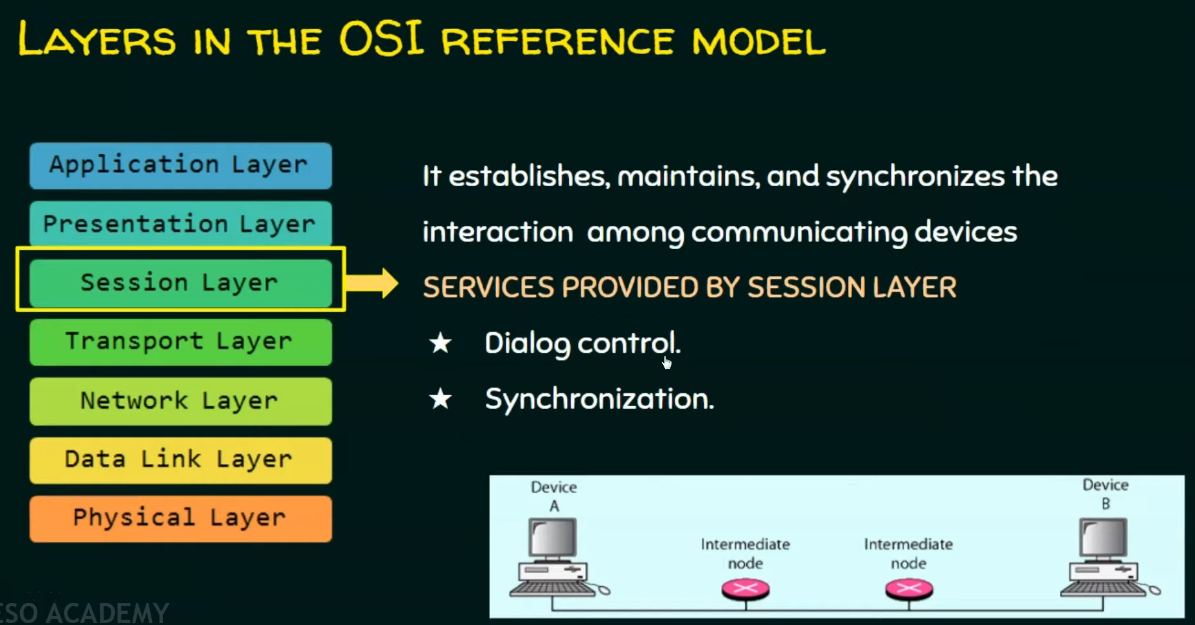 LAYERS IN THE OSI REFERENCE MODEL
Application Layer
Presentation Layer
Session Layer
Transport Layer
Network Layer
Data Link Layer
Physical Layer
It establishes, maintains, and synchronizes the
interaction among communicating devices
SERVICES PROVIDED BY SESSION LAYER
★ Dialog control.
★ Synchronization.
Device
A
Intermediate
node
Intermediate
node
Device
B
ESO ACADEMY